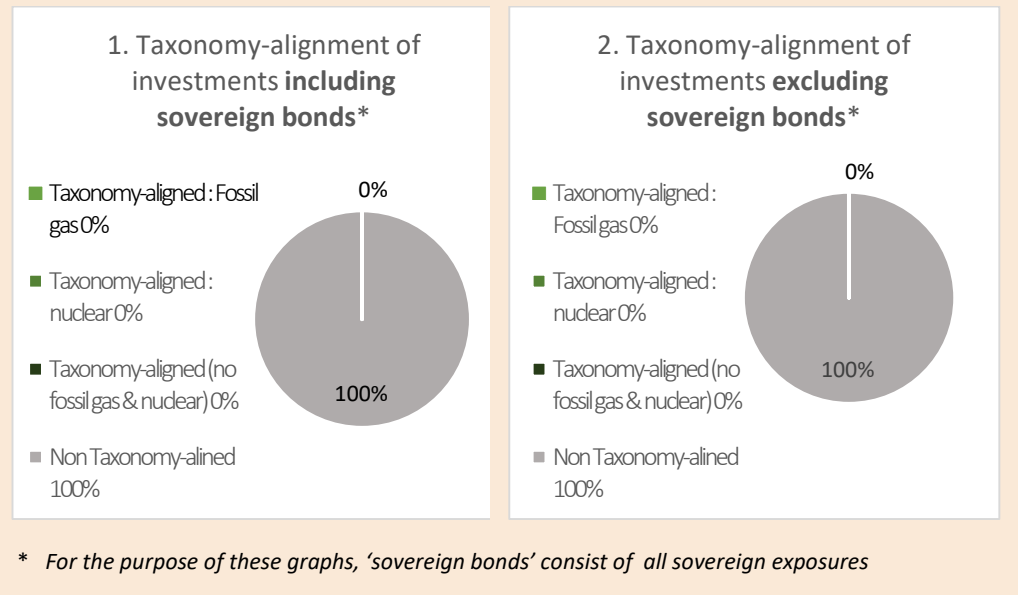 1. Taxonomy-alignment of
investments including
sovereign bonds*
Taxonomy-aligned : Fossil
gas 0%
Taxonomy-aligned :
nuclear 0%
Taxonomy-aligned (no
fossil gas & nuclear) 0%
Non Taxonomy-alined
100%
0%
100%
2. Taxonomy-alignment of
investments excluding
sovereign bonds*
Taxonomy-aligned :
Fossil gas 0%
Taxonomy-aligned :
nuclear 0%
Taxonomy-aligned (no
fossil gas & nuclear) 0%
Non Taxonomy-alined
100%
0%
100%
* For the purpose of these graphs, ‘sovereign bonds’ consist of all sovereign exposures